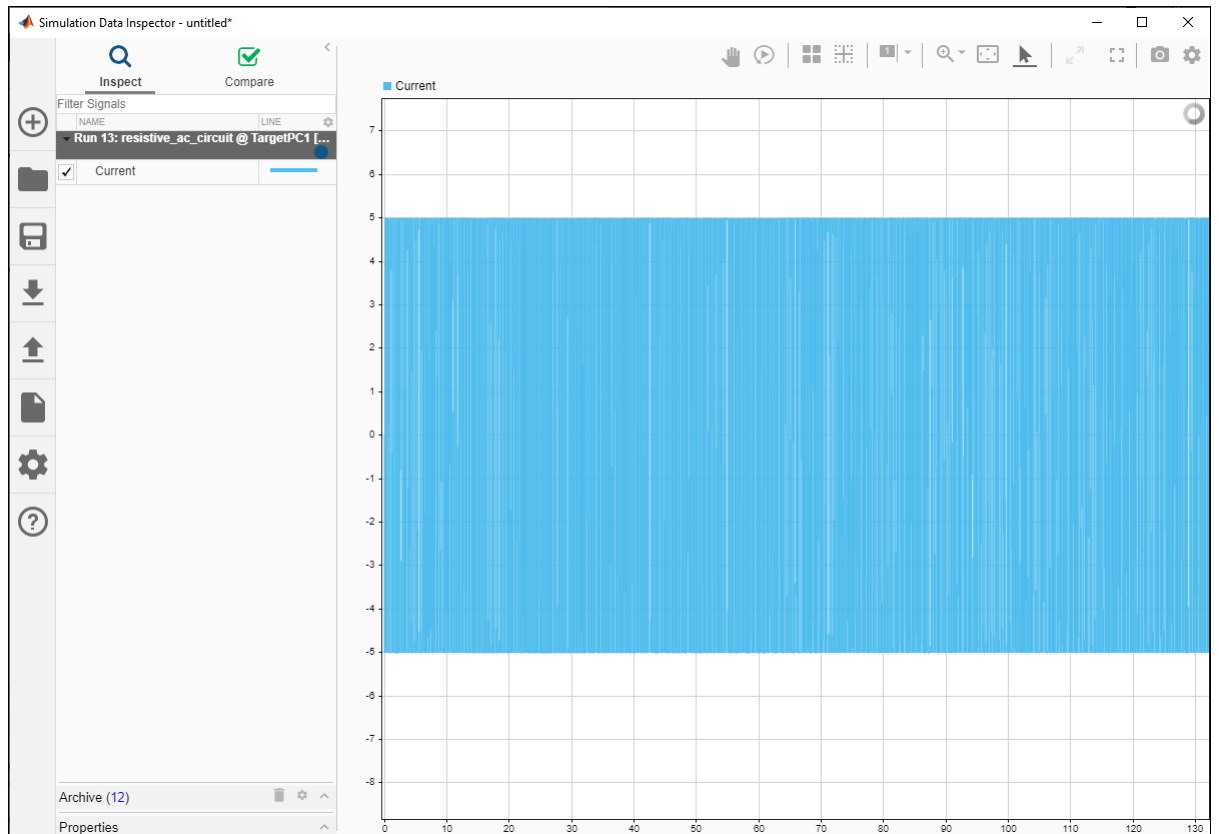 Simulation Data Inspector - untitled*
Inspect
Compare
Filter Signals
NAME
LINE
Run 13: resistive_ac_circuit @ TargetPC1 [...
Current
Archive (12)
Properties
1
Current
7
6
5
4
3
2
1
0
-1
-2
-3
-4
-5
-6
-7
-8
0 10 20 30 40 50 60 70 80 90 100 110 120 130